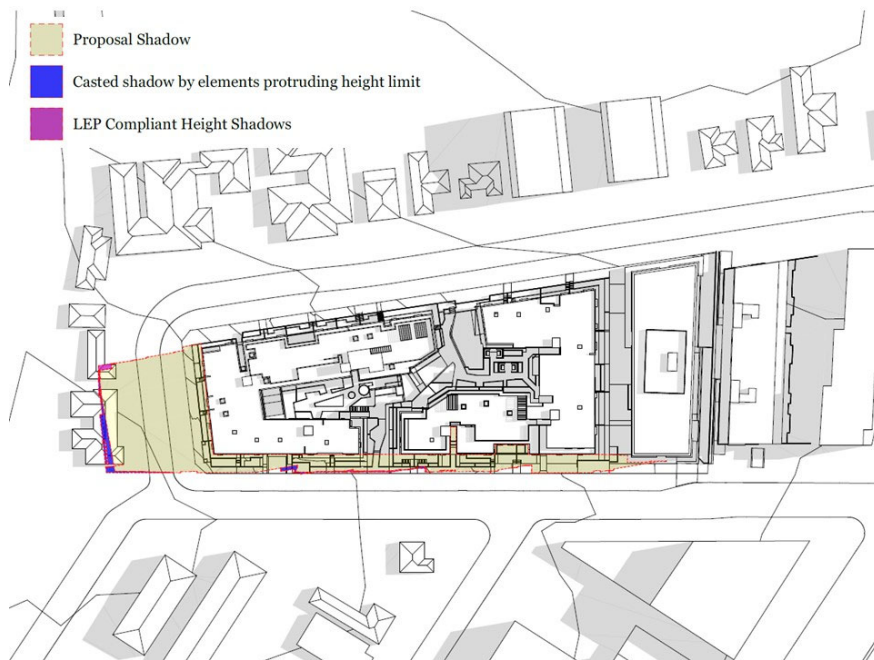 Proposal Shadow
Casted shadow by elements protruding height limit
LEP Compliant Height Shadows